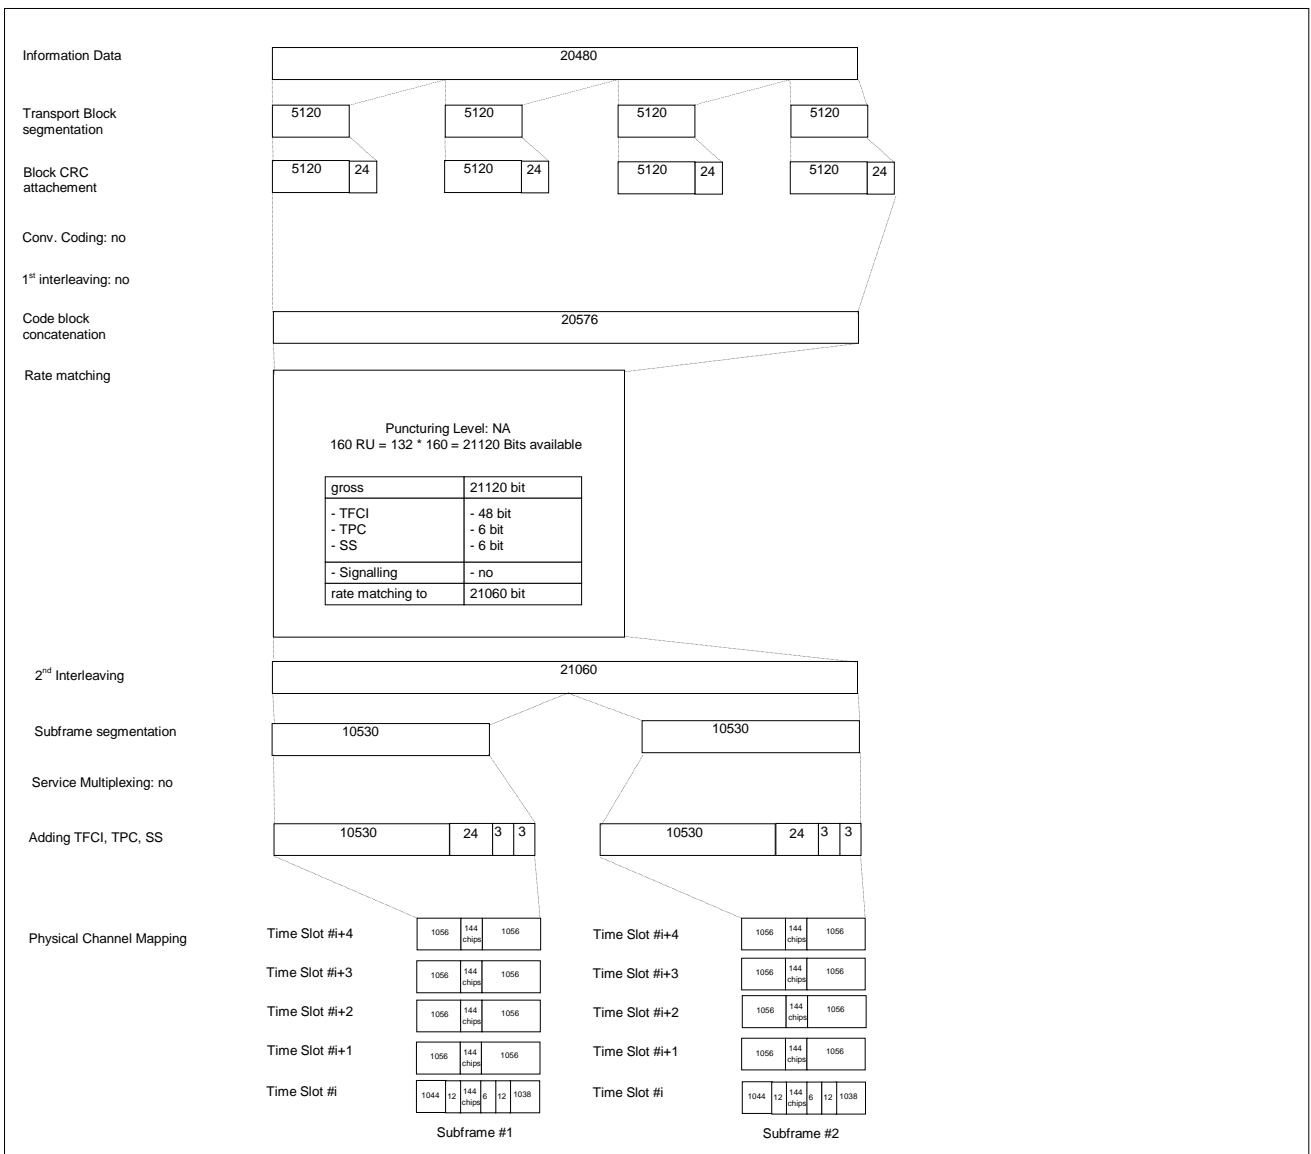 Information Data
20480
Transport Block
segmentation
5120 5120 5120 5120
Block CRC
attachement
5120 24 5120 24 5120 24 5120 24
Conv. Coding: no
1st interleaving: no
Code block
concatenation
20576
Rate matching
Puncturing Level: NA
160 RU = 132 * 160 = 21120 Bits available
gross 21120 bit
- TFCI - 48 bit
- TPC - 6 bit
- SS - 6 bit
- Signalling - no
rate matching to 21060 bit
2nd Interleaving
21060
Subframe segmentation
10530 10530
Service Multiplexing: no
Adding TFCI, TPC, SS
10530 24 3 3 10530 24 3 3
Physical Channel Mapping
Time Slot #i+4 1056 144 chips 1056 Time Slot #i+4 1056 144 chips 1056
Time Slot #i+3 1056 144 chips 1056 Time Slot #i+3 1056 144 chips 1056
Time Slot #i+2 1056 144 chips 1056 Time Slot #i+2 1056 144 chips 1056
Time Slot #i+1 1056 144 chips 1056 Time Slot #i+1 1056 144 chips 1056
Time Slot #i 1044 12 144 chips 6 12 1038 Time Slot #i 1044 12 144 chips 6 12 1038
Subframe #1 Subframe #2